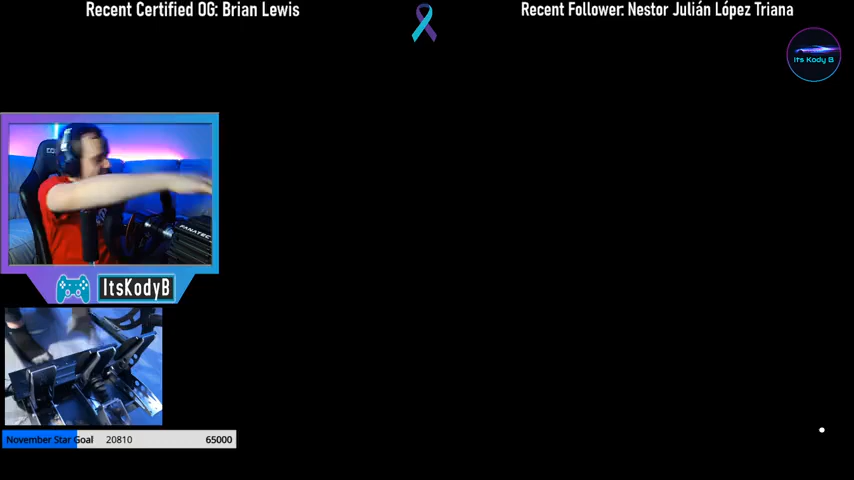 Recent Certified OG: Brian Lewis
Recent Follower: Nestor Julián López Triana
Its Kody B
FANATEC
ItsKodyB
November Star Goal 20810 65000